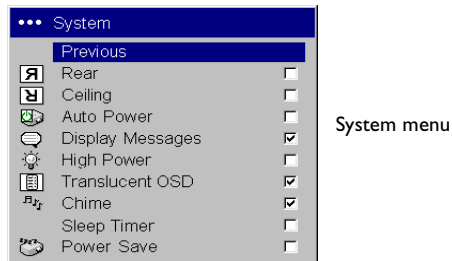 ••• System
Previous
Rear
Ceiling
Auto Power
Display Messages
High Power
Translucent OSD
Chime
Sleep Timer
Power Save
System menu